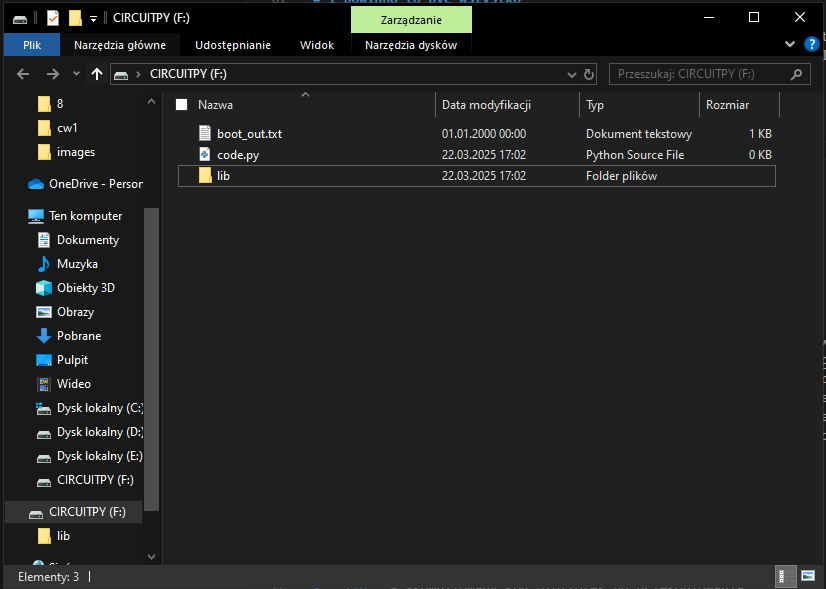 CIRCUITPY (F:)
Zarządzanie
Plik
Narzędzia główne
Udostępnianie
Widok
Narzędzia dysków
CIRCUITPY (F:)
Przeszukaj: CIRCUITPY (F:)
8
cw1
images
OneDrive - Person
Ten komputer
Dokumenty
Muzyka
Obiekty 3D
Obrazy
Pobrane
Pulpit
Wideo
Dysk lokalny (C:)
Dysk lokalny (D:)
Dysk lokalny (E:)
CIRCUITPY (F:)
CIRCUITPY (F:)
lib
Nazwa Data modyfikacji Typ Rozmiar
boot_out.txt 01.01.2000 00:00 Dokument tekstowy 1 KB
code.py 22.03.2025 17:02 Python Source File 0 KB
lib 22.03.2025 17:02 Folder plików
Elementy: 3